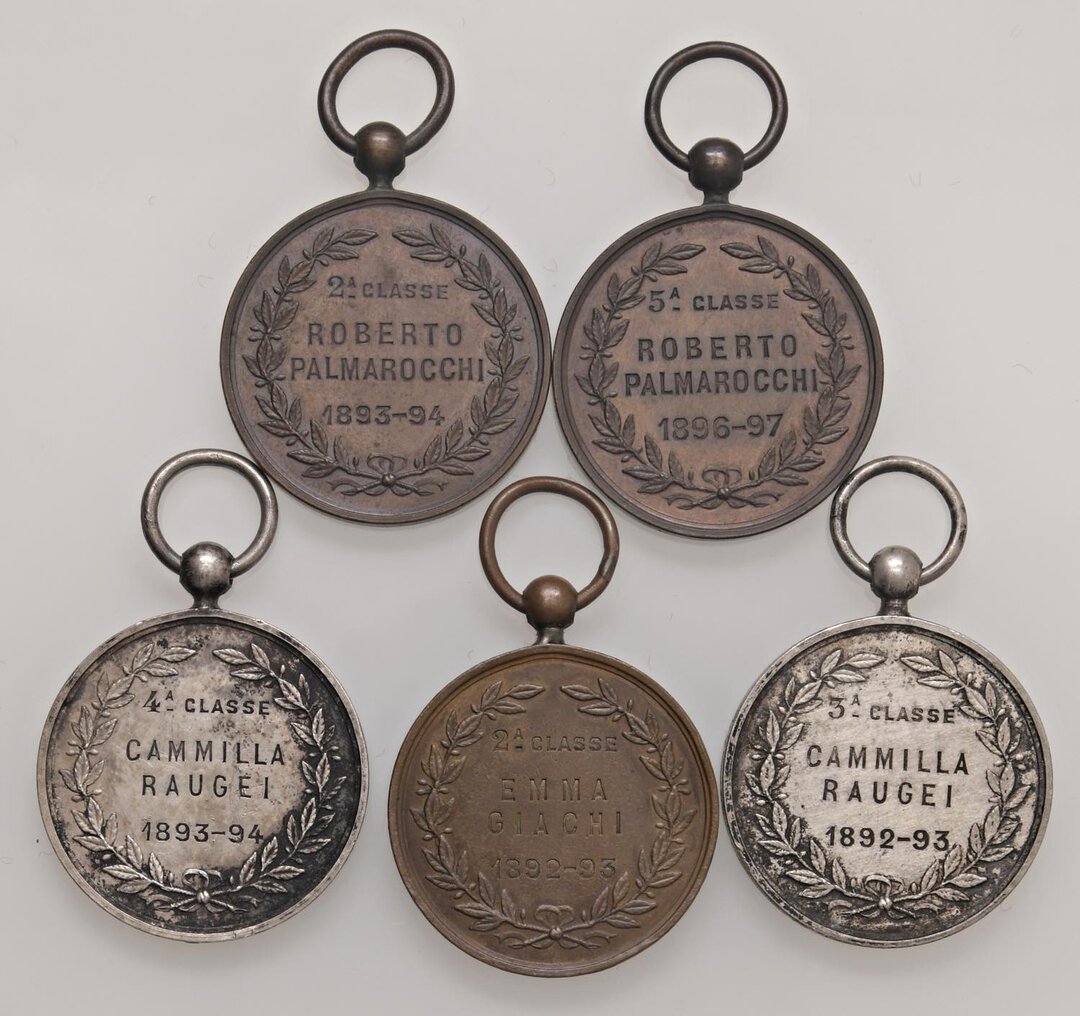 2ᴬ CLASSE
ROBERTO
PALMAROCCHI
1893-94
5ᴬ CLASSE
ROBERTO
PALMAROCCHI
1896-97
4ᴬ CLASSE
CAMMILLA
RAUGEI
1893-94
2ᴬ CLASSE
EMMA
GIACHI
1892-93
3ᴬ CLASSE
CAMMILLA
RAUGEI
1892-93